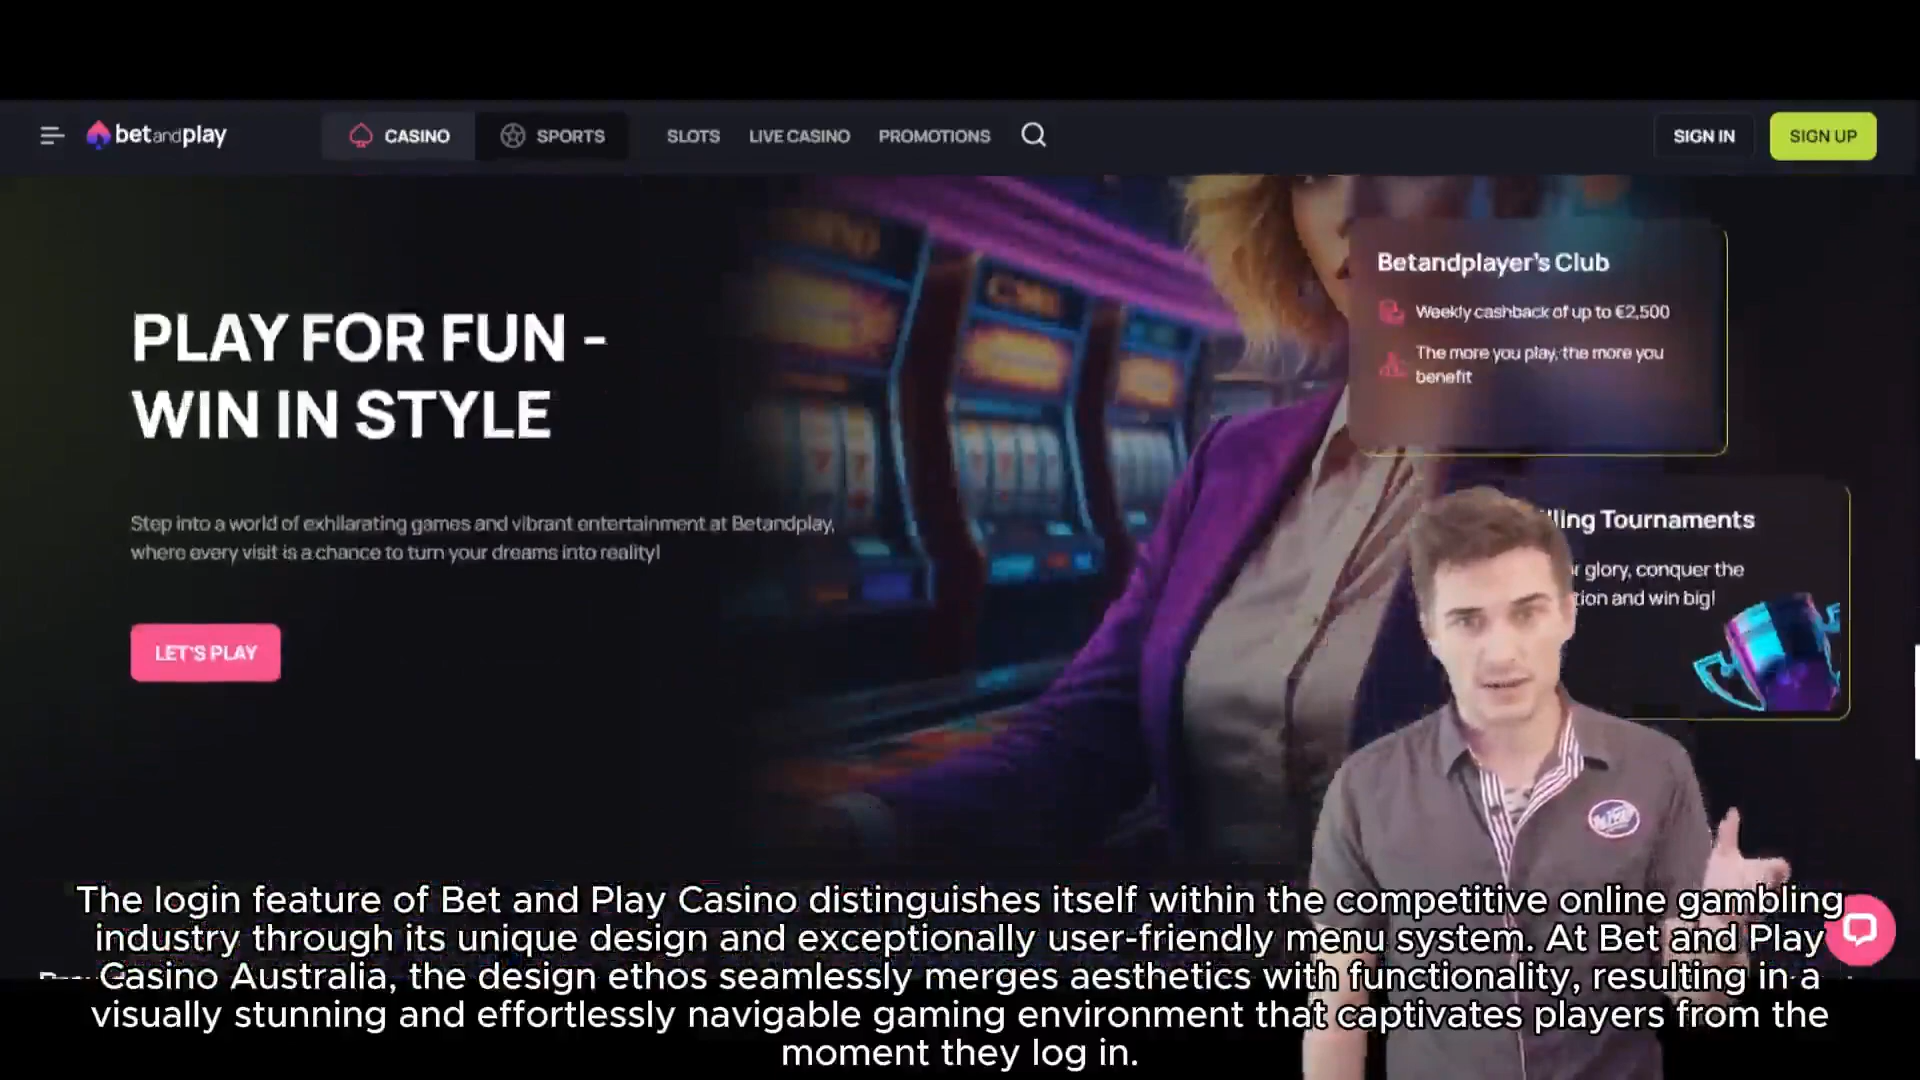 betandplay
CASINO
SPORTS
SLOTS
LIVE CASINO
PROMOTIONS
SIGN IN
SIGN UP
PLAY FOR FUN -
WIN IN STYLE
Step into a world of exhilarating games and vibrant entertainment at Betandplay,
where every visit is a chance to turn your dreams into reality!
LET'S PLAY
Betandplayer's Club
Weekly cashback of up to €2,500
The more you play, the more you
benefit
Tournaments
glory, conquer the
and win big!
The login feature of Bet and Play Casino distinguishes itself within the competitive online gambling
industry through its unique design and exceptionally user-friendly menu system. At Bet and Play
Casino Australia, the design ethos seamlessly merges aesthetics with functionality, resulting in a
visually stunning and effortlessly navigable gaming environment that captivates players from the
moment they log in.